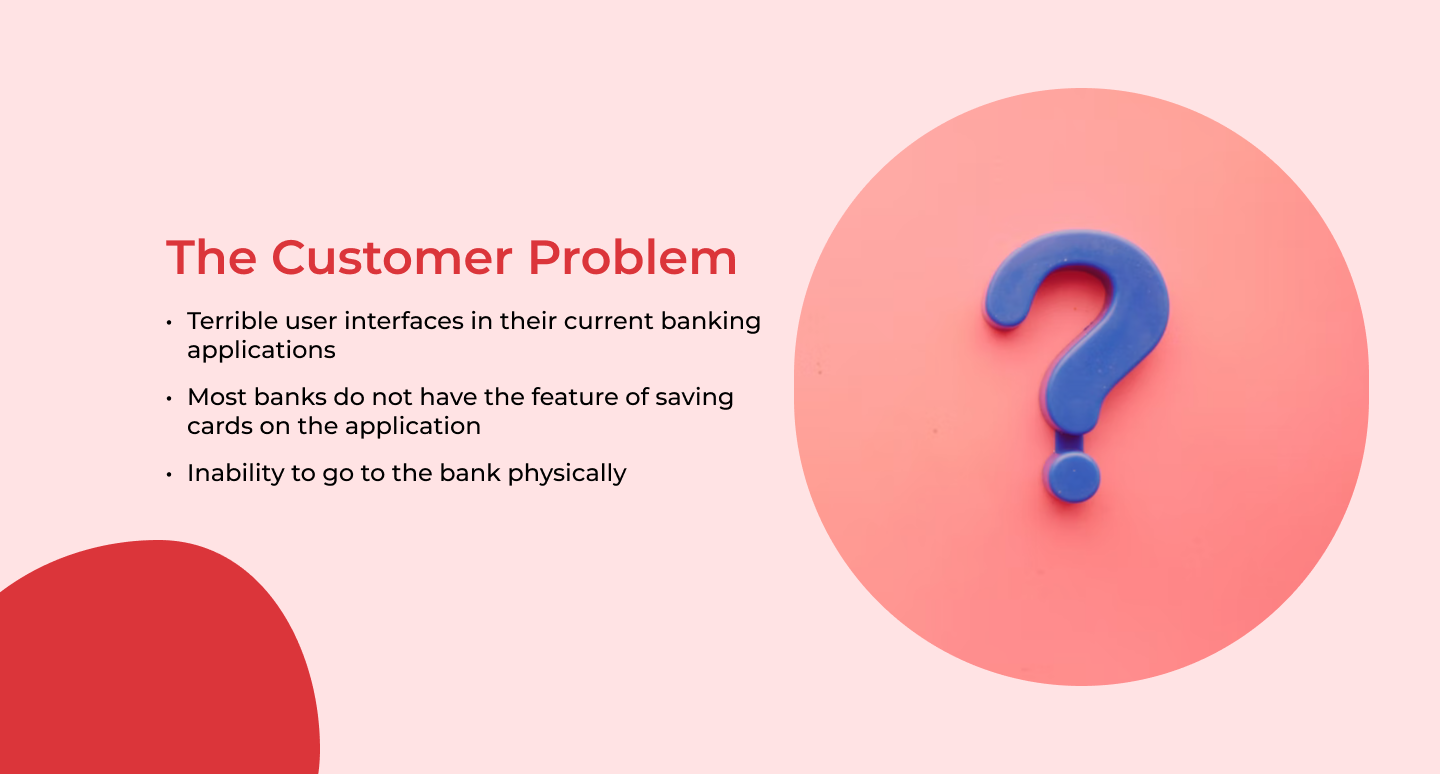 The Customer Problem
• Terrible user interfaces in their current banking
applications
• Most banks do not have the feature of saving
cards on the application
• Inability to go to the bank physically
?